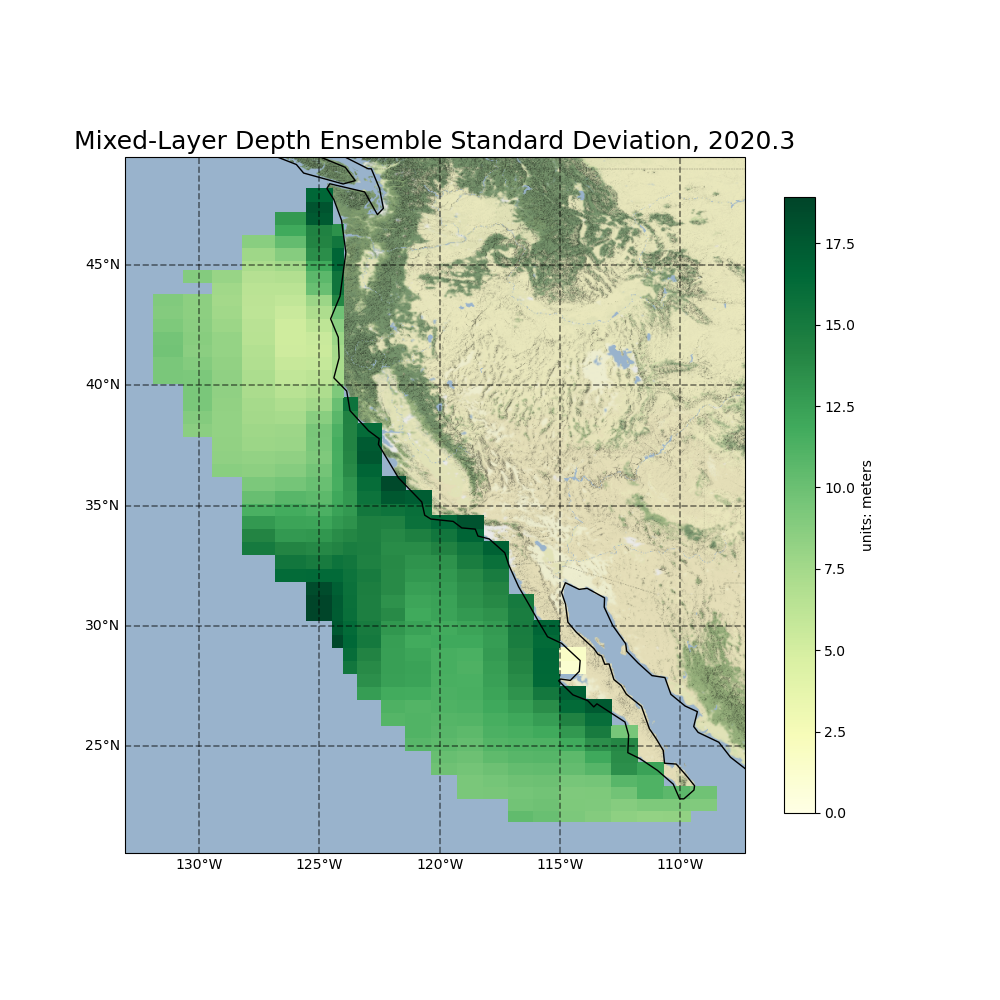 Mixed-Layer Depth Ensemble Standard Deviation, 2020.3
45°N
40°N
35°N
30°N
25°N
130°W 125°W 120°W 115°W 110°W
17.5
15.0
12.5
10.0
7.5
5.0
2.5
0.0
units: meters